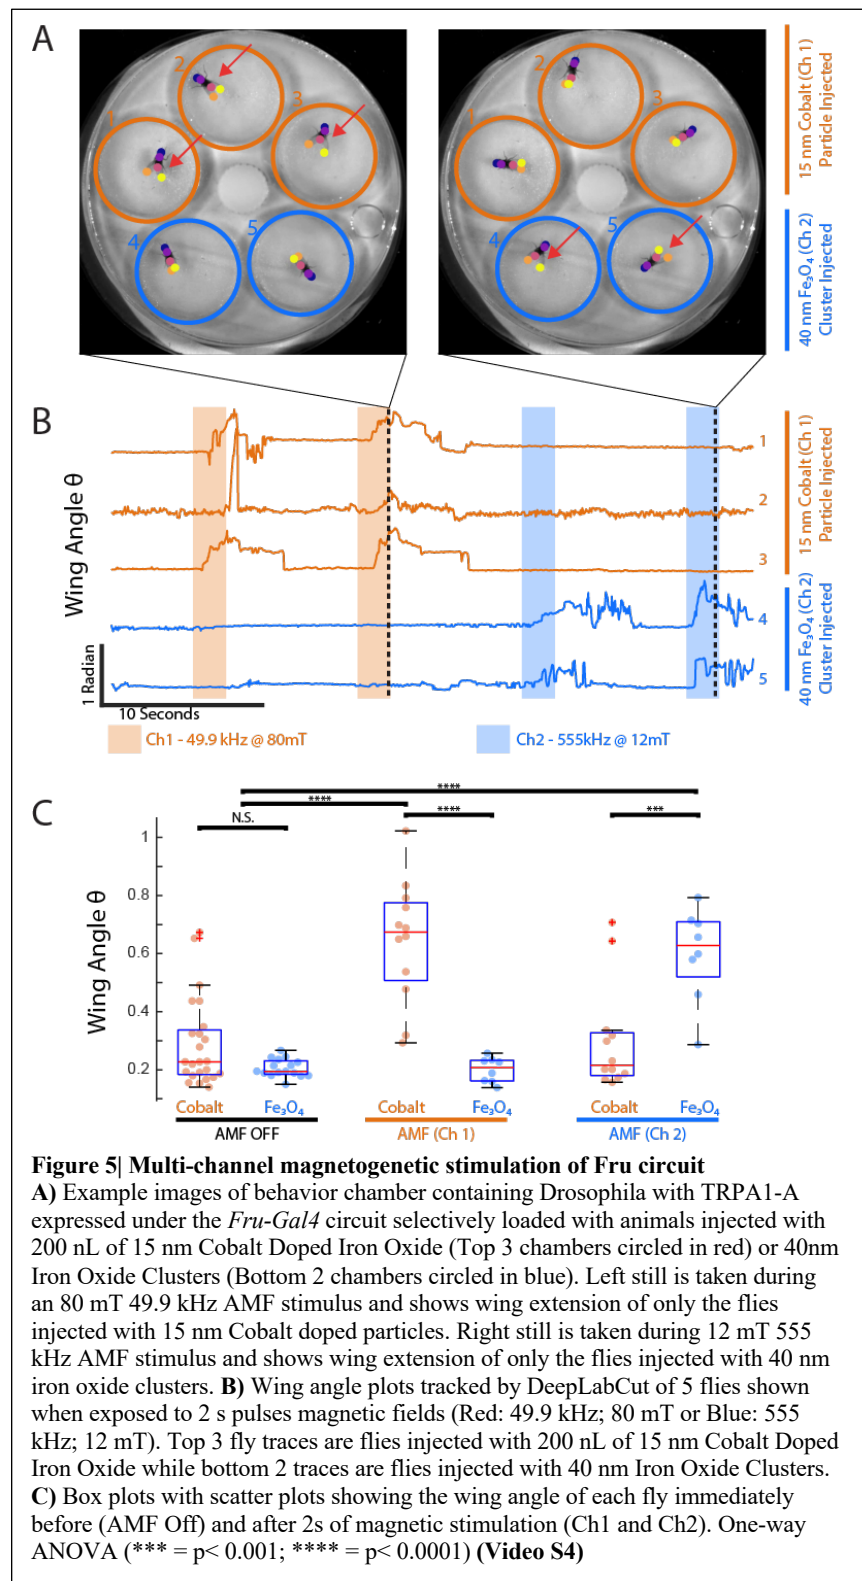 A
2
3
1
4
5
2
3
1
4
5
15 nm Cobalt (Ch 1)
Particle Injected
40 nm Fe₃O₄ (Ch 2)
Cluster Injected
B
Wing Angle θ
1
2
3
4
5
15 nm Cobalt (Ch 1)
Particle Injected
40 nm Fe₃O₄ (Ch 2)
Cluster Injected
1 Radian
10 Seconds
Ch1 - 49.9 kHz @ 80mT
Ch2 - 555kHz @ 12mT
C
****
****
N.S.
****
***
Wing Angle θ
1
0.8
0.6
0.4
0.2
Cobalt
Fe₃O₄
Cobalt
Fe₃O₄
Cobalt
Fe₃O₄
AMF OFF
AMF (Ch 1)
AMF (Ch 2)
Figure 5| Multi-channel magnetogenetic stimulation of Fru circuit
A) Example images of behavior chamber containing Drosophila with TRPA1-A
expressed under the Fru-Gal4 circuit selectively loaded with animals injected with
200 nL of 15 nm Cobalt Doped Iron Oxide (Top 3 chambers circled in red) or 40nm
Iron Oxide Clusters (Bottom 2 chambers circled in blue). Left still is taken during
an 80 mT 49.9 kHz AMF stimulus and shows wing extension of only the flies
injected with 15 nm Cobalt doped particles. Right still is taken during 12 mT 555
kHz AMF stimulus and shows wing extension of only the flies injected with 40 nm
iron oxide clusters. B) Wing angle plots tracked by DeepLabCut of 5 flies shown
when exposed to 2 s pulses magnetic fields (Red: 49.9 kHz; 80 mT or Blue: 555
kHz; 12 mT). Top 3 fly traces are flies injected with 200 nL of 15 nm Cobalt Doped
Iron Oxide while bottom 2 traces are flies injected with 40 nm Iron Oxide Clusters.
C) Box plots with scatter plots showing the wing angle of each fly immediately
before (AMF Off) and after 2s of magnetic stimulation (Ch1 and Ch2). One-way
ANOVA (*** = p< 0.001; **** = p< 0.0001) (Video S4)